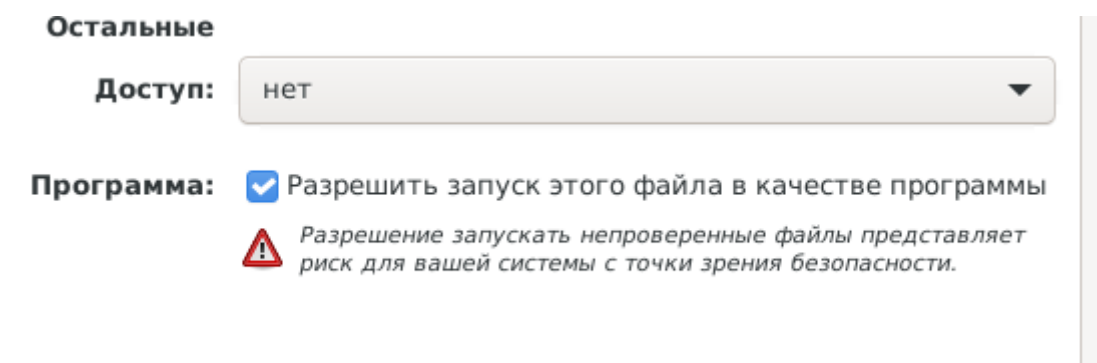 Остальные
Доступ: нет
Программа: Разрешить запуск этого файла в качестве программы
Разрешение запускать непроверенные файлы представляет
риск для вашей системы с точки зрения безопасности.